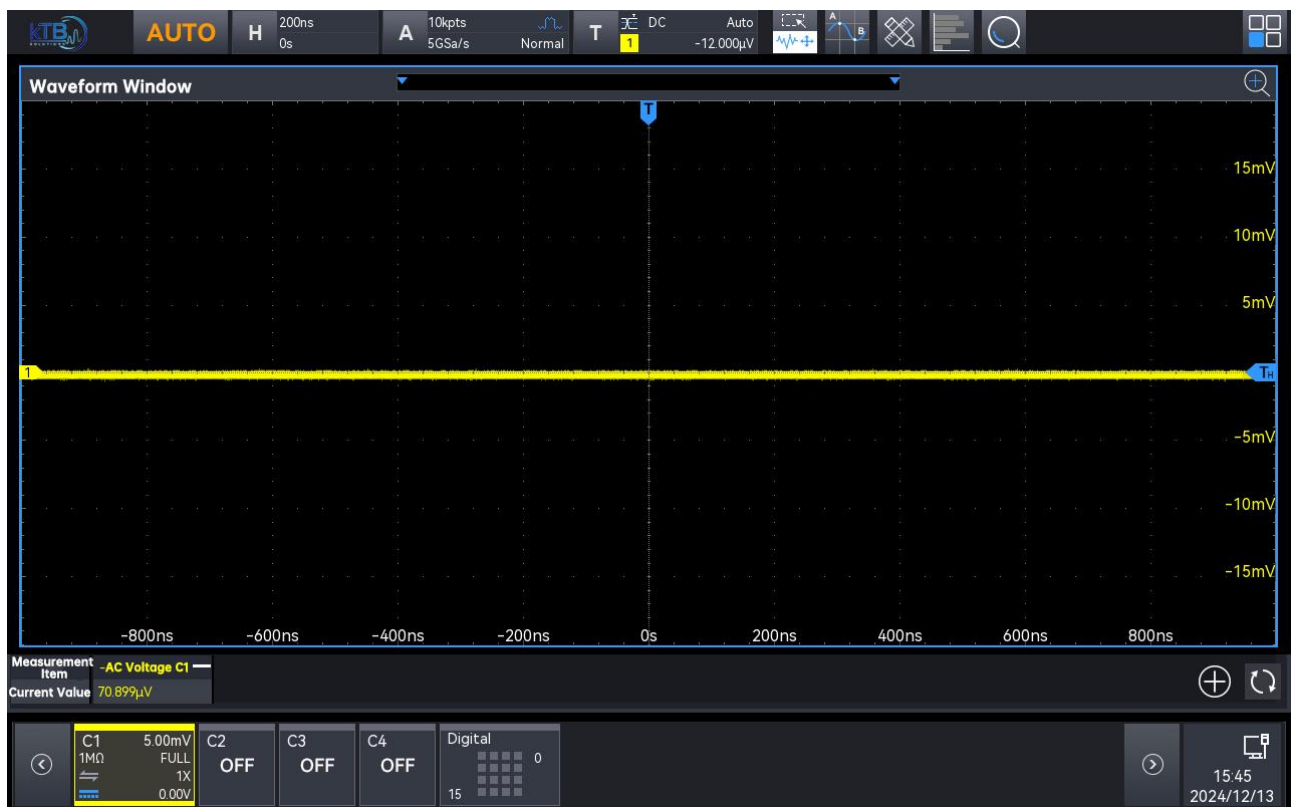 KTB
SOLUTIONS
AUTO
H
200ns
0s
A
10kpts
5GSa/s Normal
T
DC Auto
1 -12.000μV
A
B
Waveform Window
T
15mV
10mV
5mV
1
TH
-5mV
-10mV
-15mV
-800ns -600ns -400ns -200ns 0s 200ns 400ns 600ns 800ns
Measurement Item
-AC Voltage C1
Current Value 70.899μV
C1 5.00mV
1MΩ FULL
1X
0.00V
C2
OFF
C3
OFF
C4
OFF
Digital
0
15
15:45
2024/12/13